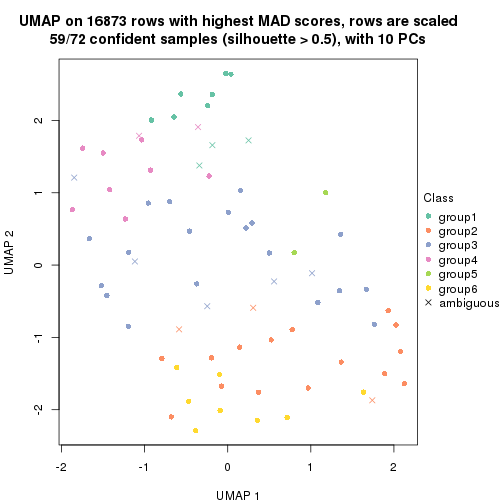 UMAP on 16873 rows with highest MAD scores, rows are scaled
59/72 confident samples (silhouette > 0.5), with 10 PCs
Class
group1
group2
group3
group4
group5
group6
ambiguous
UMAP 2
2
1
0
-1
-2
-2
-1
0
1
2
UMAP 1